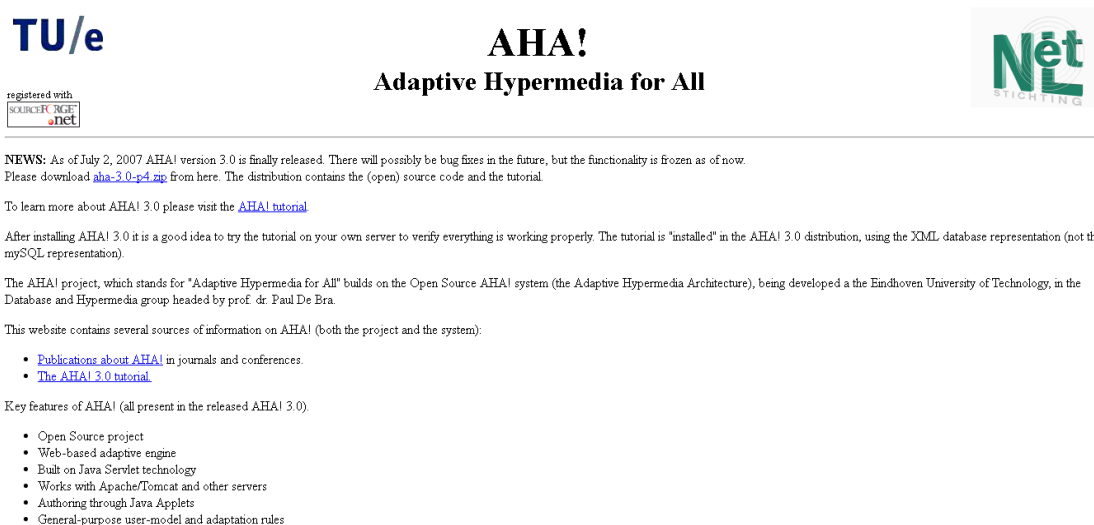 TU/e
AHA!
Adaptive Hypermedia for All
Net
NL
STICHTING
registered with
SOURCEFORGE
.net
NEWS: As of July 2, 2007 AHA! version 3.0 is finally released. There will possibly be bug fixes in the future, but the functionality is frozen as of now.
Please download aha-3.0-p4.zip from here. The distribution contains the (open) source code and the tutorial.
To learn more about AHA! 3.0 please visit the AHA! tutorial.
After installing AHA! 3.0 it is a good idea to try the tutorial on your own server to verify everything is working properly. The tutorial is "installed" in the AHA! 3.0 distribution, using the XML database representation (not th
mySQL representation).
The AHA! project, which stands for "Adaptive Hypermedia for All" builds on the Open Source AHA! system (the Adaptive Hypermedia Architecture), being developed a the Eindhoven University of Technology, in the
Database and Hypermedia group headed by prof. dr. Paul De Bra.
This website contains several sources of information on AHA! (both the project and the system):
• Publications about AHA! in journals and conferences.
• The AHA! 3.0 tutorial.
Key features of AHA! (all present in the released AHA! 3.0).
• Open Source project
• Web-based adaptive engine
• Built on Java Servlet technology
• Works with Apache/Tomcat and other servers
• Authoring through Java Applets
• General-purpose user-model and adaptation rules